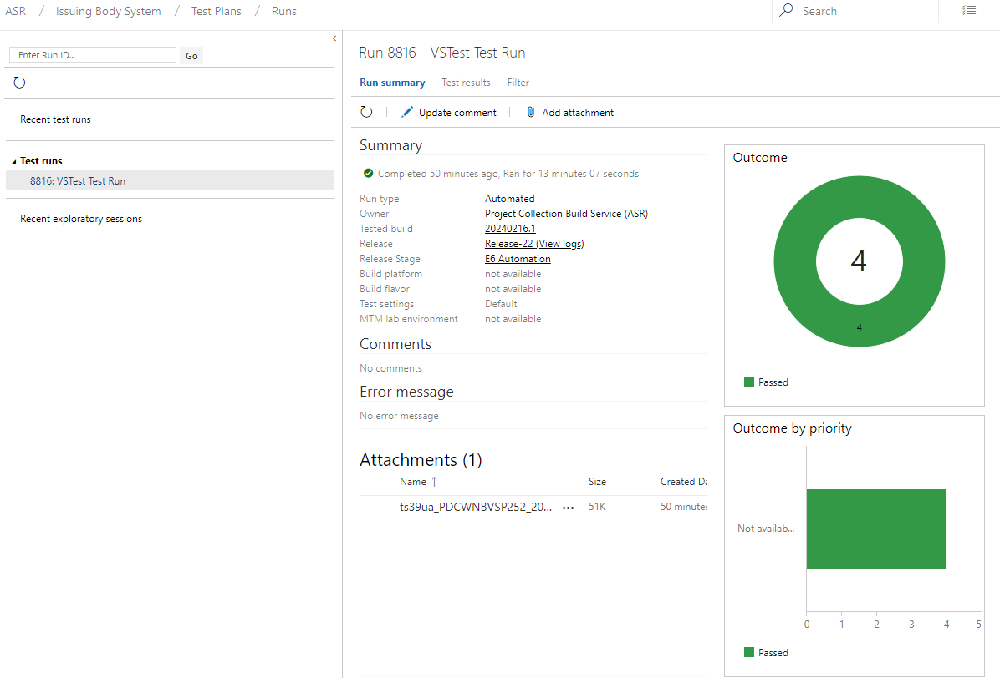 ASR / Issuing Body System / Test Plans / Runs
Search
Enter Run ID...
Go
Recent test runs
Test runs
8816: VSTest Test Run
Recent exploratory sessions
Run 8816 - VSTest Test Run
Run summary Test results Filter
Update comment Add attachment
Summary
Completed 50 minutes ago, Ran for 13 minutes 07 seconds
Run type Automated
Owner Project Collection Build Service (ASR)
Tested build 20240216.1
Release Release-22 (View logs)
Release Stage E6 Automation
Build platform not available
Build flavor not available
Test settings Default
MTM lab environment not available
Comments
No comments
Error message
No error message
Attachments (1)
Name ↑ Size Created Da
ts39ua_PDCWNBVSP252_20... ... 51K 50 minutes
Outcome
4
4
Passed
Outcome by priority
Not availab...
0 1 2 3 4 5
Passed